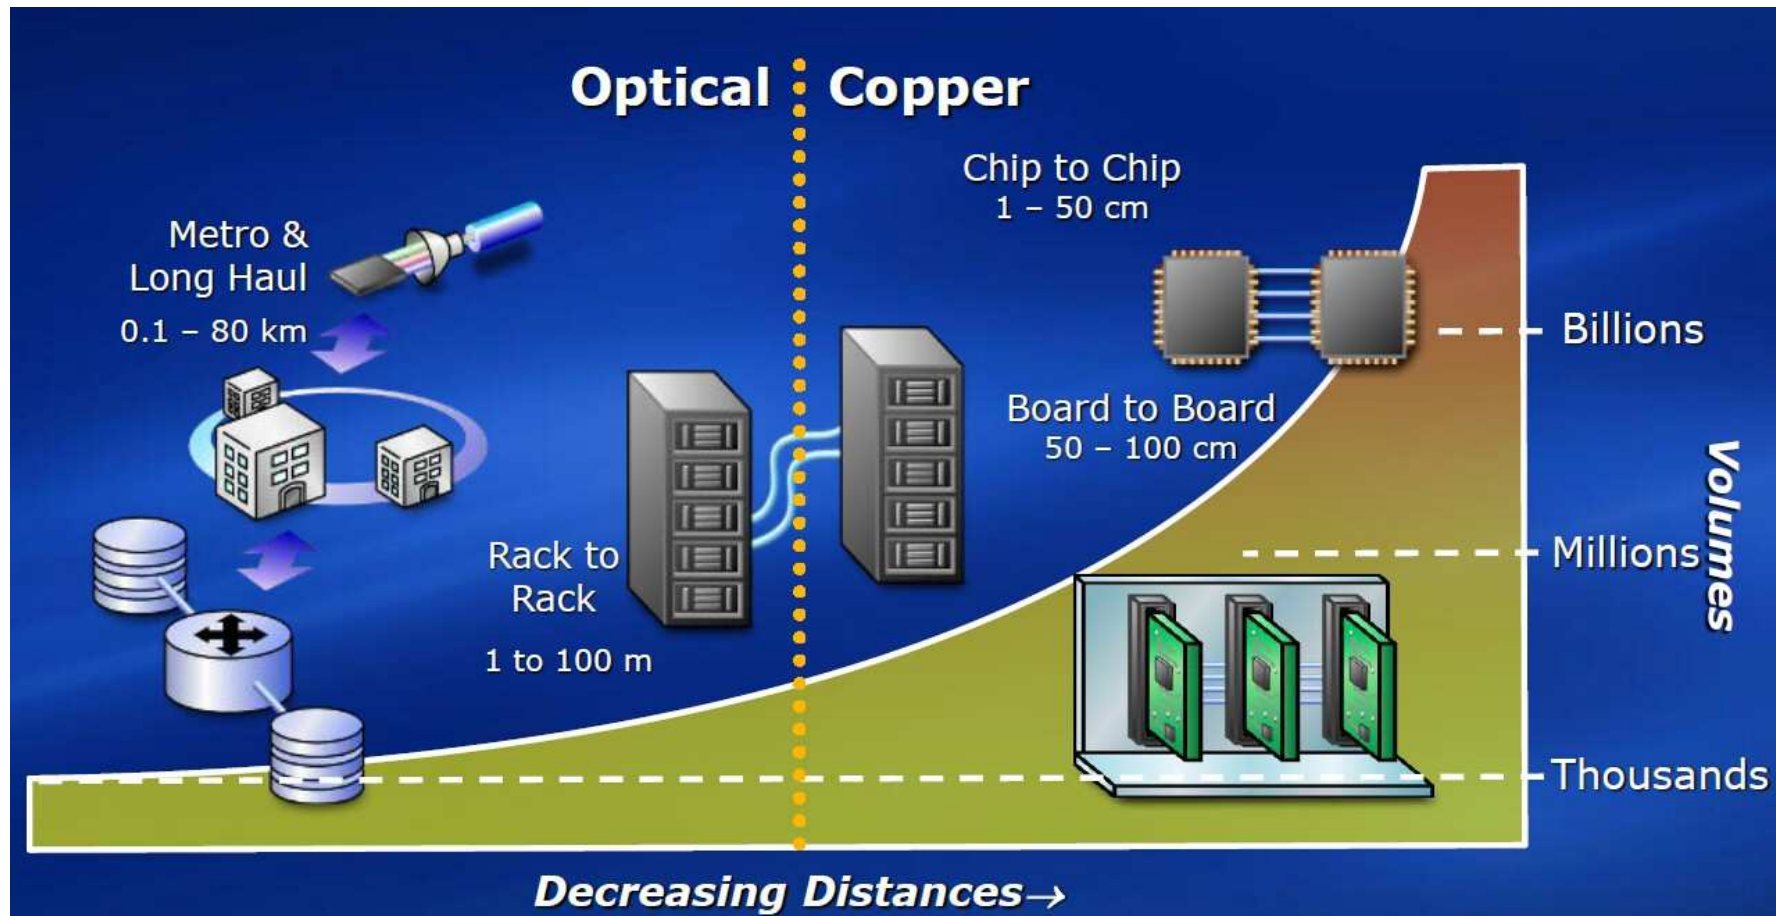 Optical
Copper
Chip to Chip
1 – 50 cm
Metro &
Long Haul
0.1 – 80 km
Billions
Board to Board
50 – 100 cm
Rack to
Rack
1 to 100 m
Millions
Volumes
Thousands
Decreasing Distances→